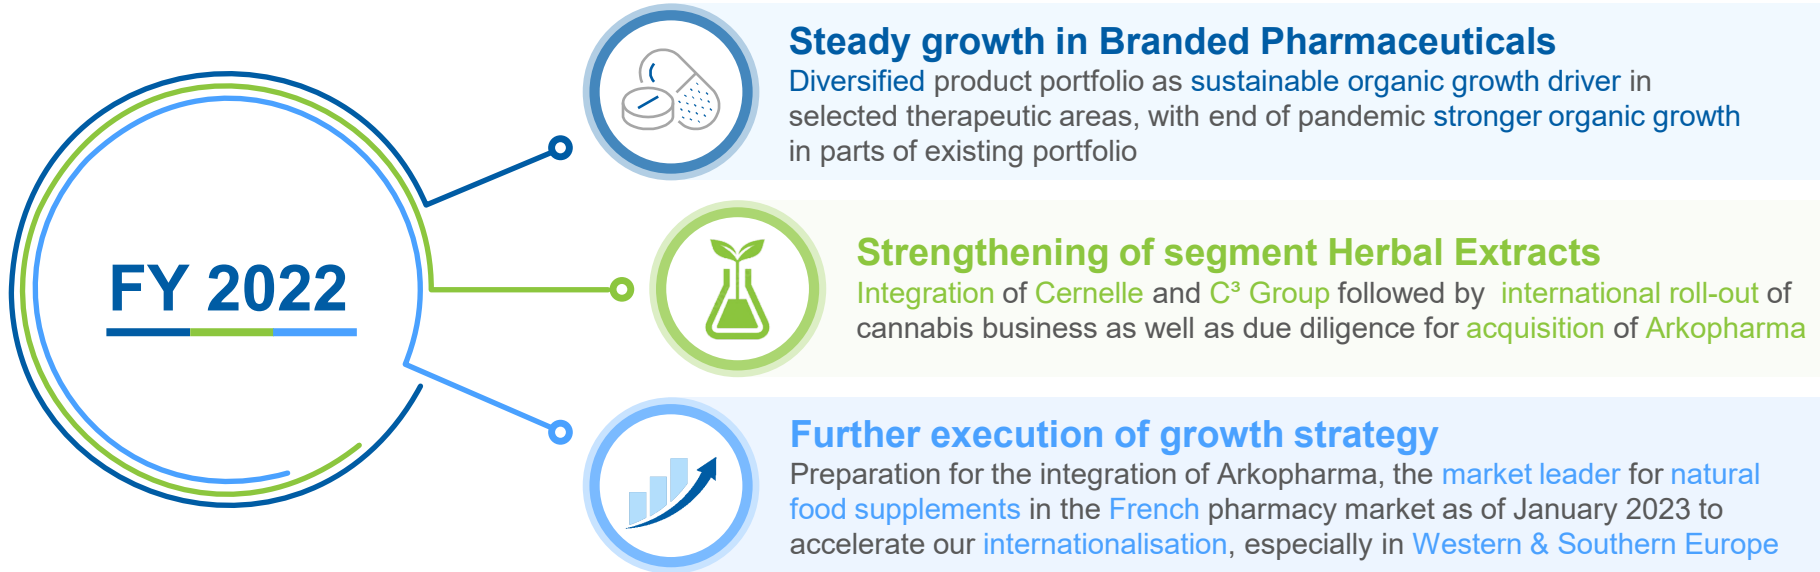 FY 2022
Steady growth in Branded Pharmaceuticals
Diversified product portfolio as sustainable organic growth driver in
selected therapeutic areas, with end of pandemic stronger organic growth
in parts of existing portfolio
Strengthening of segment Herbal Extracts
Integration of Cernelle and C³ Group followed by international roll-out of
cannabis business as well as due diligence for acquisition of Arkopharma
Further execution of growth strategy
Preparation for the integration of Arkopharma, the market leader for natural
food supplements in the French pharmacy market as of January 2023 to
accelerate our internationalisation, especially in Western & Southern Europe